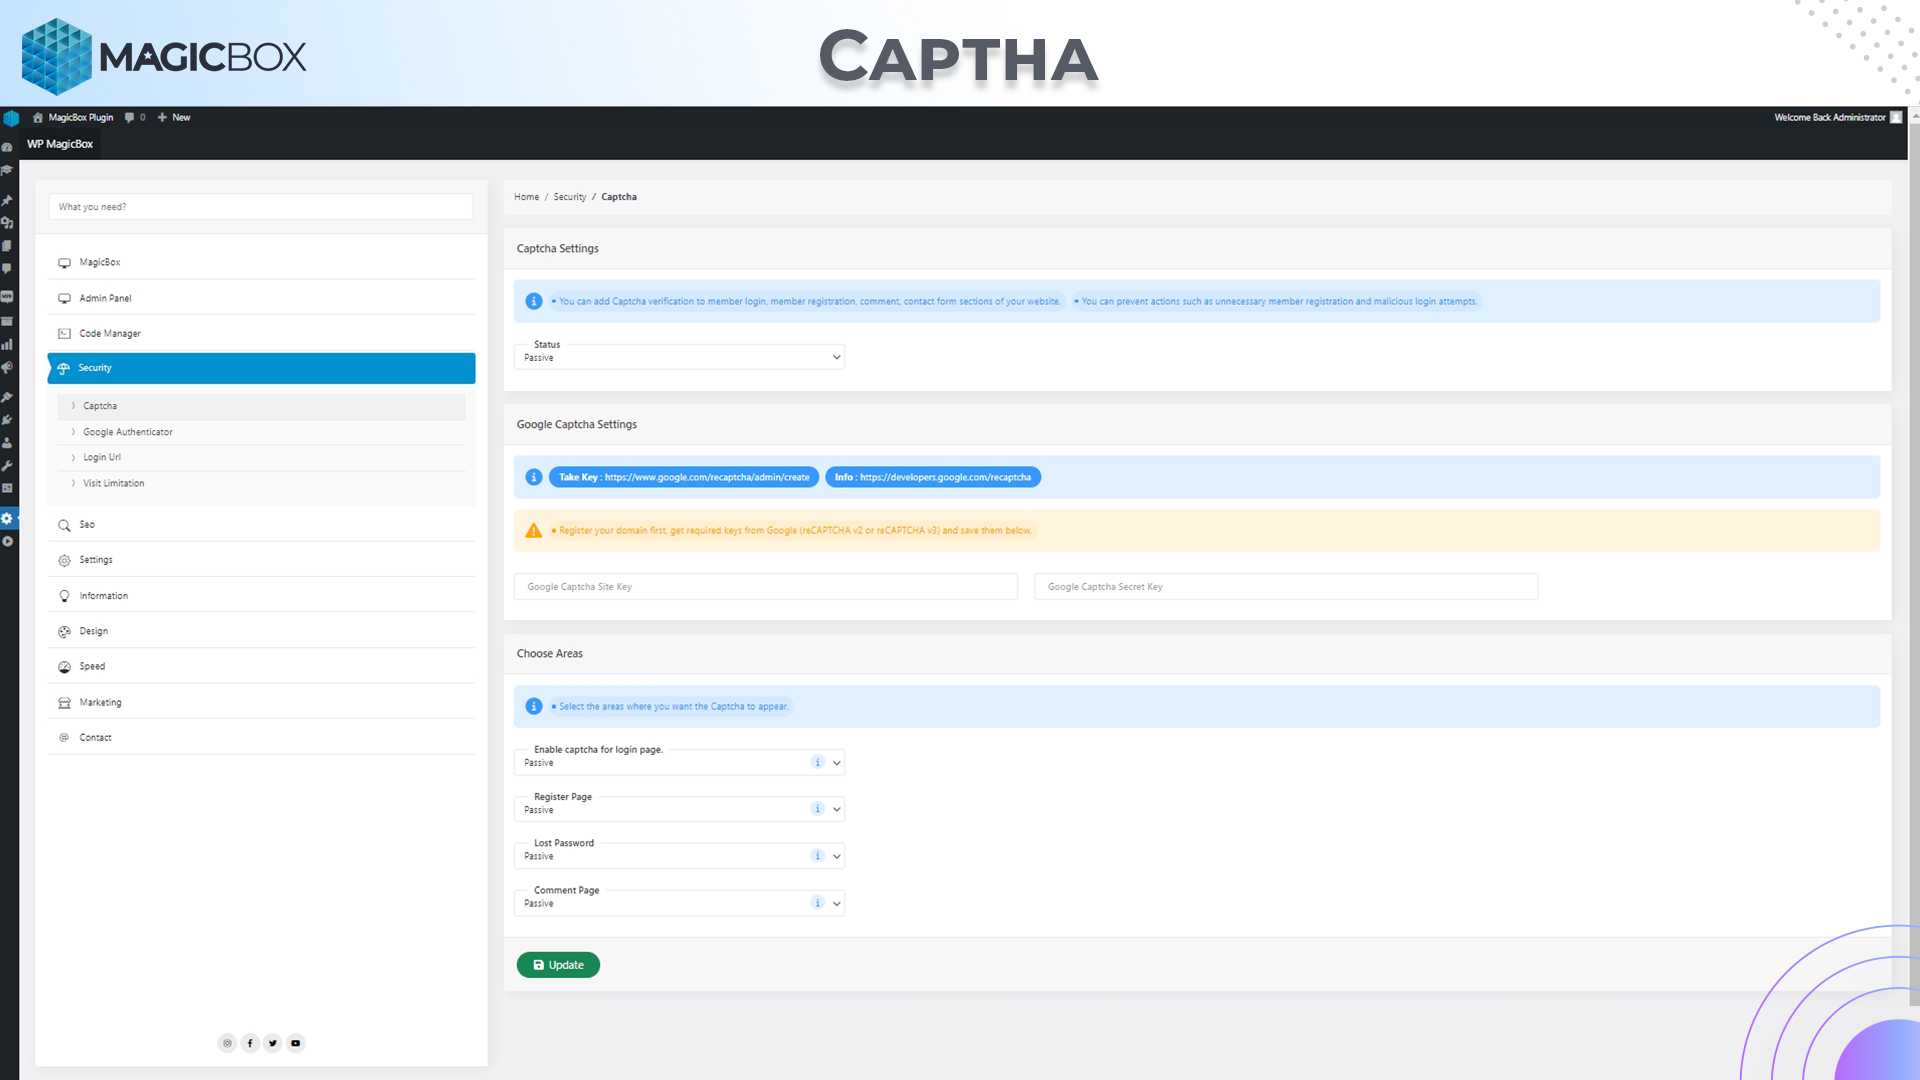 MAGICBOX
CAPTHA
MagicBox Plugin 0 New
Welcome Back Administrator
WP MagicBox
What you need?
MagicBox
Admin Panel
Code Manager
Security
Captcha
Google Authenticator
Login Url
Visit Limitation
Seo
Settings
Information
Design
Speed
Marketing
Contact
Home / Security / Captcha
Captcha Settings
You can add Captcha verification to member login, member registration, comment, contact form sections of your website. You can prevent actions such as unnecessary member registration and malicious login attempts.
Status
Passive
Google Captcha Settings
Take Key : https://www.google.com/recaptcha/admin/create Info : https://developers.google.com/recaptcha
Register your domain first, get required keys from Google (reCAPTCHA v2 or reCAPTCHA v3) and save them below.
Google Captcha Site Key Google Captcha Secret Key
Choose Areas
Select the areas where you want the Captcha to appear.
Enable captcha for login page.
Passive
Register Page
Passive
Lost Password
Passive
Comment Page
Passive
Update